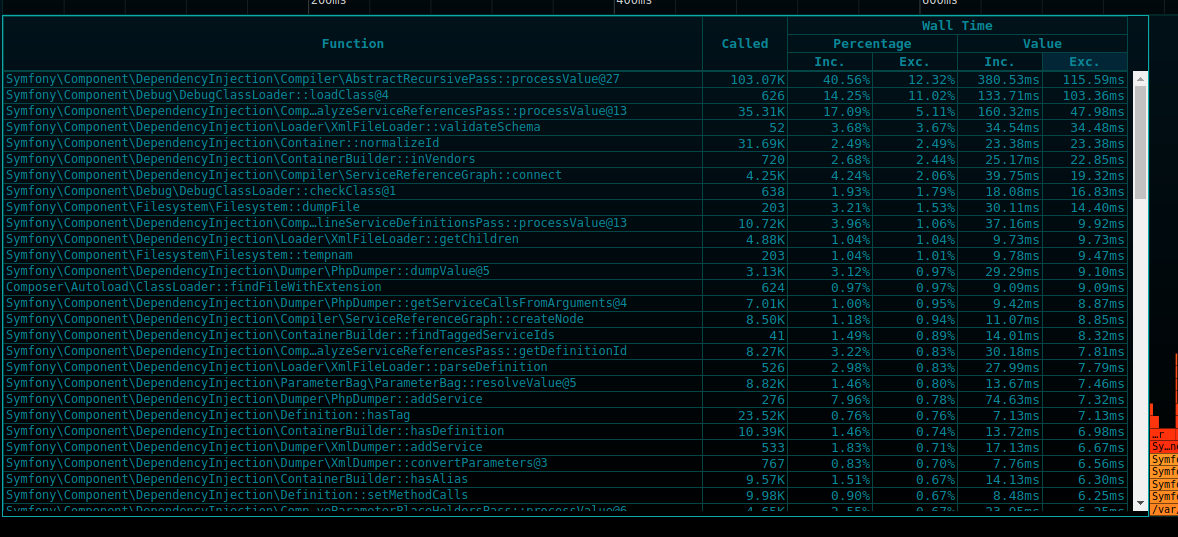 200ms 400ms 600ms
Wall Time
Function Called Percentage Value
Inc. Exc. Inc. Exc.
Symfony\Component\DependencyInjection\Compiler\AbstractRecursivePass::processValue@27 103.07K 40.56% 12.32% 380.53ms 115.59ms
Symfony\Component\Debug\DebugClassLoader::loadClass@4 626 14.25% 11.02% 133.71ms 103.36ms
Symfony\Component\DependencyInjection\Comp…alyzeServiceReferencesPass::processValue@13 35.31K 17.09% 5.11% 160.32ms 47.98ms
Symfony\Component\DependencyInjection\Loader\XmlFileLoader::validateSchema 52 3.68% 3.67% 34.54ms 34.48ms
Symfony\Component\DependencyInjection\Container::normalizeId 31.69K 2.49% 2.49% 23.38ms 23.38ms
Symfony\Component\DependencyInjection\ContainerBuilder::inVendors 720 2.68% 2.44% 25.17ms 22.85ms
Symfony\Component\DependencyInjection\Compiler\ServiceReferenceGraph::connect 4.25K 4.24% 2.06% 39.75ms 19.32ms
Symfony\Component\Debug\DebugClassLoader::checkClass@1 638 1.93% 1.79% 18.08ms 16.83ms
Symfony\Component\Filesystem\Filesystem::dumpFile 203 3.21% 1.53% 30.11ms 14.40ms
Symfony\Component\DependencyInjection\Comp…lineServiceDefinitionsPass::processValue@13 10.72K 3.96% 1.06% 37.16ms 9.92ms
Symfony\Component\DependencyInjection\Loader\XmlFileLoader::getChildren 4.88K 1.04% 1.04% 9.73ms 9.73ms
Symfony\Component\Filesystem\Filesystem::tempnam 203 1.04% 1.01% 9.78ms 9.47ms
Symfony\Component\DependencyInjection\Dumper\PhpDumper::dumpValue@5 3.13K 3.12% 0.97% 29.29ms 9.10ms
Composer\Autoload\ClassLoader::findFileWithExtension 624 0.97% 0.97% 9.09ms 9.09ms
Symfony\Component\DependencyInjection\Dumper\PhpDumper::getServiceCallsFromArguments@4 7.01K 1.00% 0.95% 9.42ms 8.87ms
Symfony\Component\DependencyInjection\Compiler\ServiceReferenceGraph::createNode 8.50K 1.18% 0.94% 11.07ms 8.85ms
Symfony\Component\DependencyInjection\ContainerBuilder::findTaggedServiceIds 41 1.49% 0.89% 14.01ms 8.32ms
Symfony\Component\DependencyInjection\Comp…alyzeServiceReferencesPass::getDefinitionId 8.27K 3.22% 0.83% 30.18ms 7.81ms
Symfony\Component\DependencyInjection\Loader\XmlFileLoader::parseDefinition 526 2.98% 0.83% 27.99ms 7.79ms
Symfony\Component\DependencyInjection\ParameterBag\ParameterBag::resolveValue@5 8.82K 1.46% 0.80% 13.67ms 7.46ms
Symfony\Component\DependencyInjection\Dumper\PhpDumper::addService 276 7.96% 0.78% 74.63ms 7.32ms
Symfony\Component\DependencyInjection\Definition::hasTag 23.52K 0.76% 0.76% 7.13ms 7.13ms
Symfony\Component\DependencyInjection\ContainerBuilder::hasDefinition 10.39K 1.46% 0.74% 13.72ms 6.98ms
Symfony\Component\DependencyInjection\Dumper\XmlDumper::addService 533 1.83% 0.71% 17.13ms 6.67ms
Symfony\Component\DependencyInjection\Dumper\XmlDumper::convertParameters@3 767 0.83% 0.70% 7.76ms 6.56ms
Symfony\Component\DependencyInjection\ContainerBuilder::hasAlias 9.57K 1.51% 0.67% 14.13ms 6.30ms
Symfony\Component\DependencyInjection\Definition::setMethodCalls 9.98K 0.90% 0.67% 8.48ms 6.25ms
Symfony\Component\DependencyInjection\Comp…veParameterPlaceHoldersPass::processValue@6 4.65K 2.55% 0.67% 23.95ms 6.25ms
…r
Sy…n
Symf
Symf
Symf
Symf
/var/